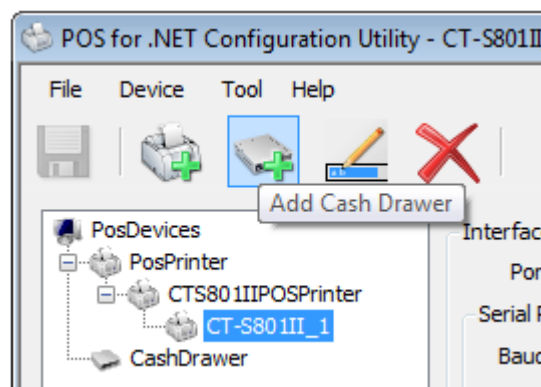 POS for .NET Configuration Utility - CT-S801II
File Device Tool Help
Add Cash Drawer
PosDevices
PosPrinter
CTS801IIPOSPrinter
CT-S801II_1
CashDrawer
Interfac
Por
Serial P
Baud